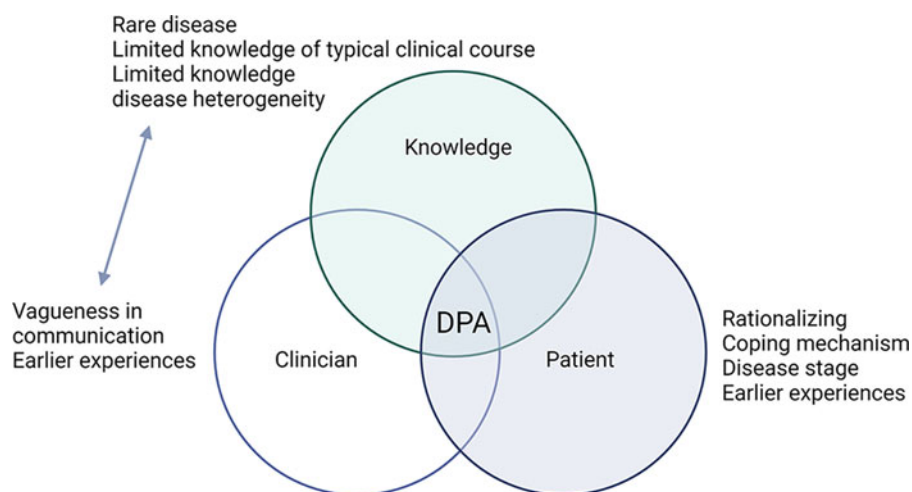 Rare disease
Limited knowledge of typical clinical course
Limited knowledge
disease heterogeneity
Knowledge
Vagueness in
communication
Earlier experiences
Clinician
DPA
Patient
Rationalizing
Coping mechanism
Disease stage
Earlier experiences